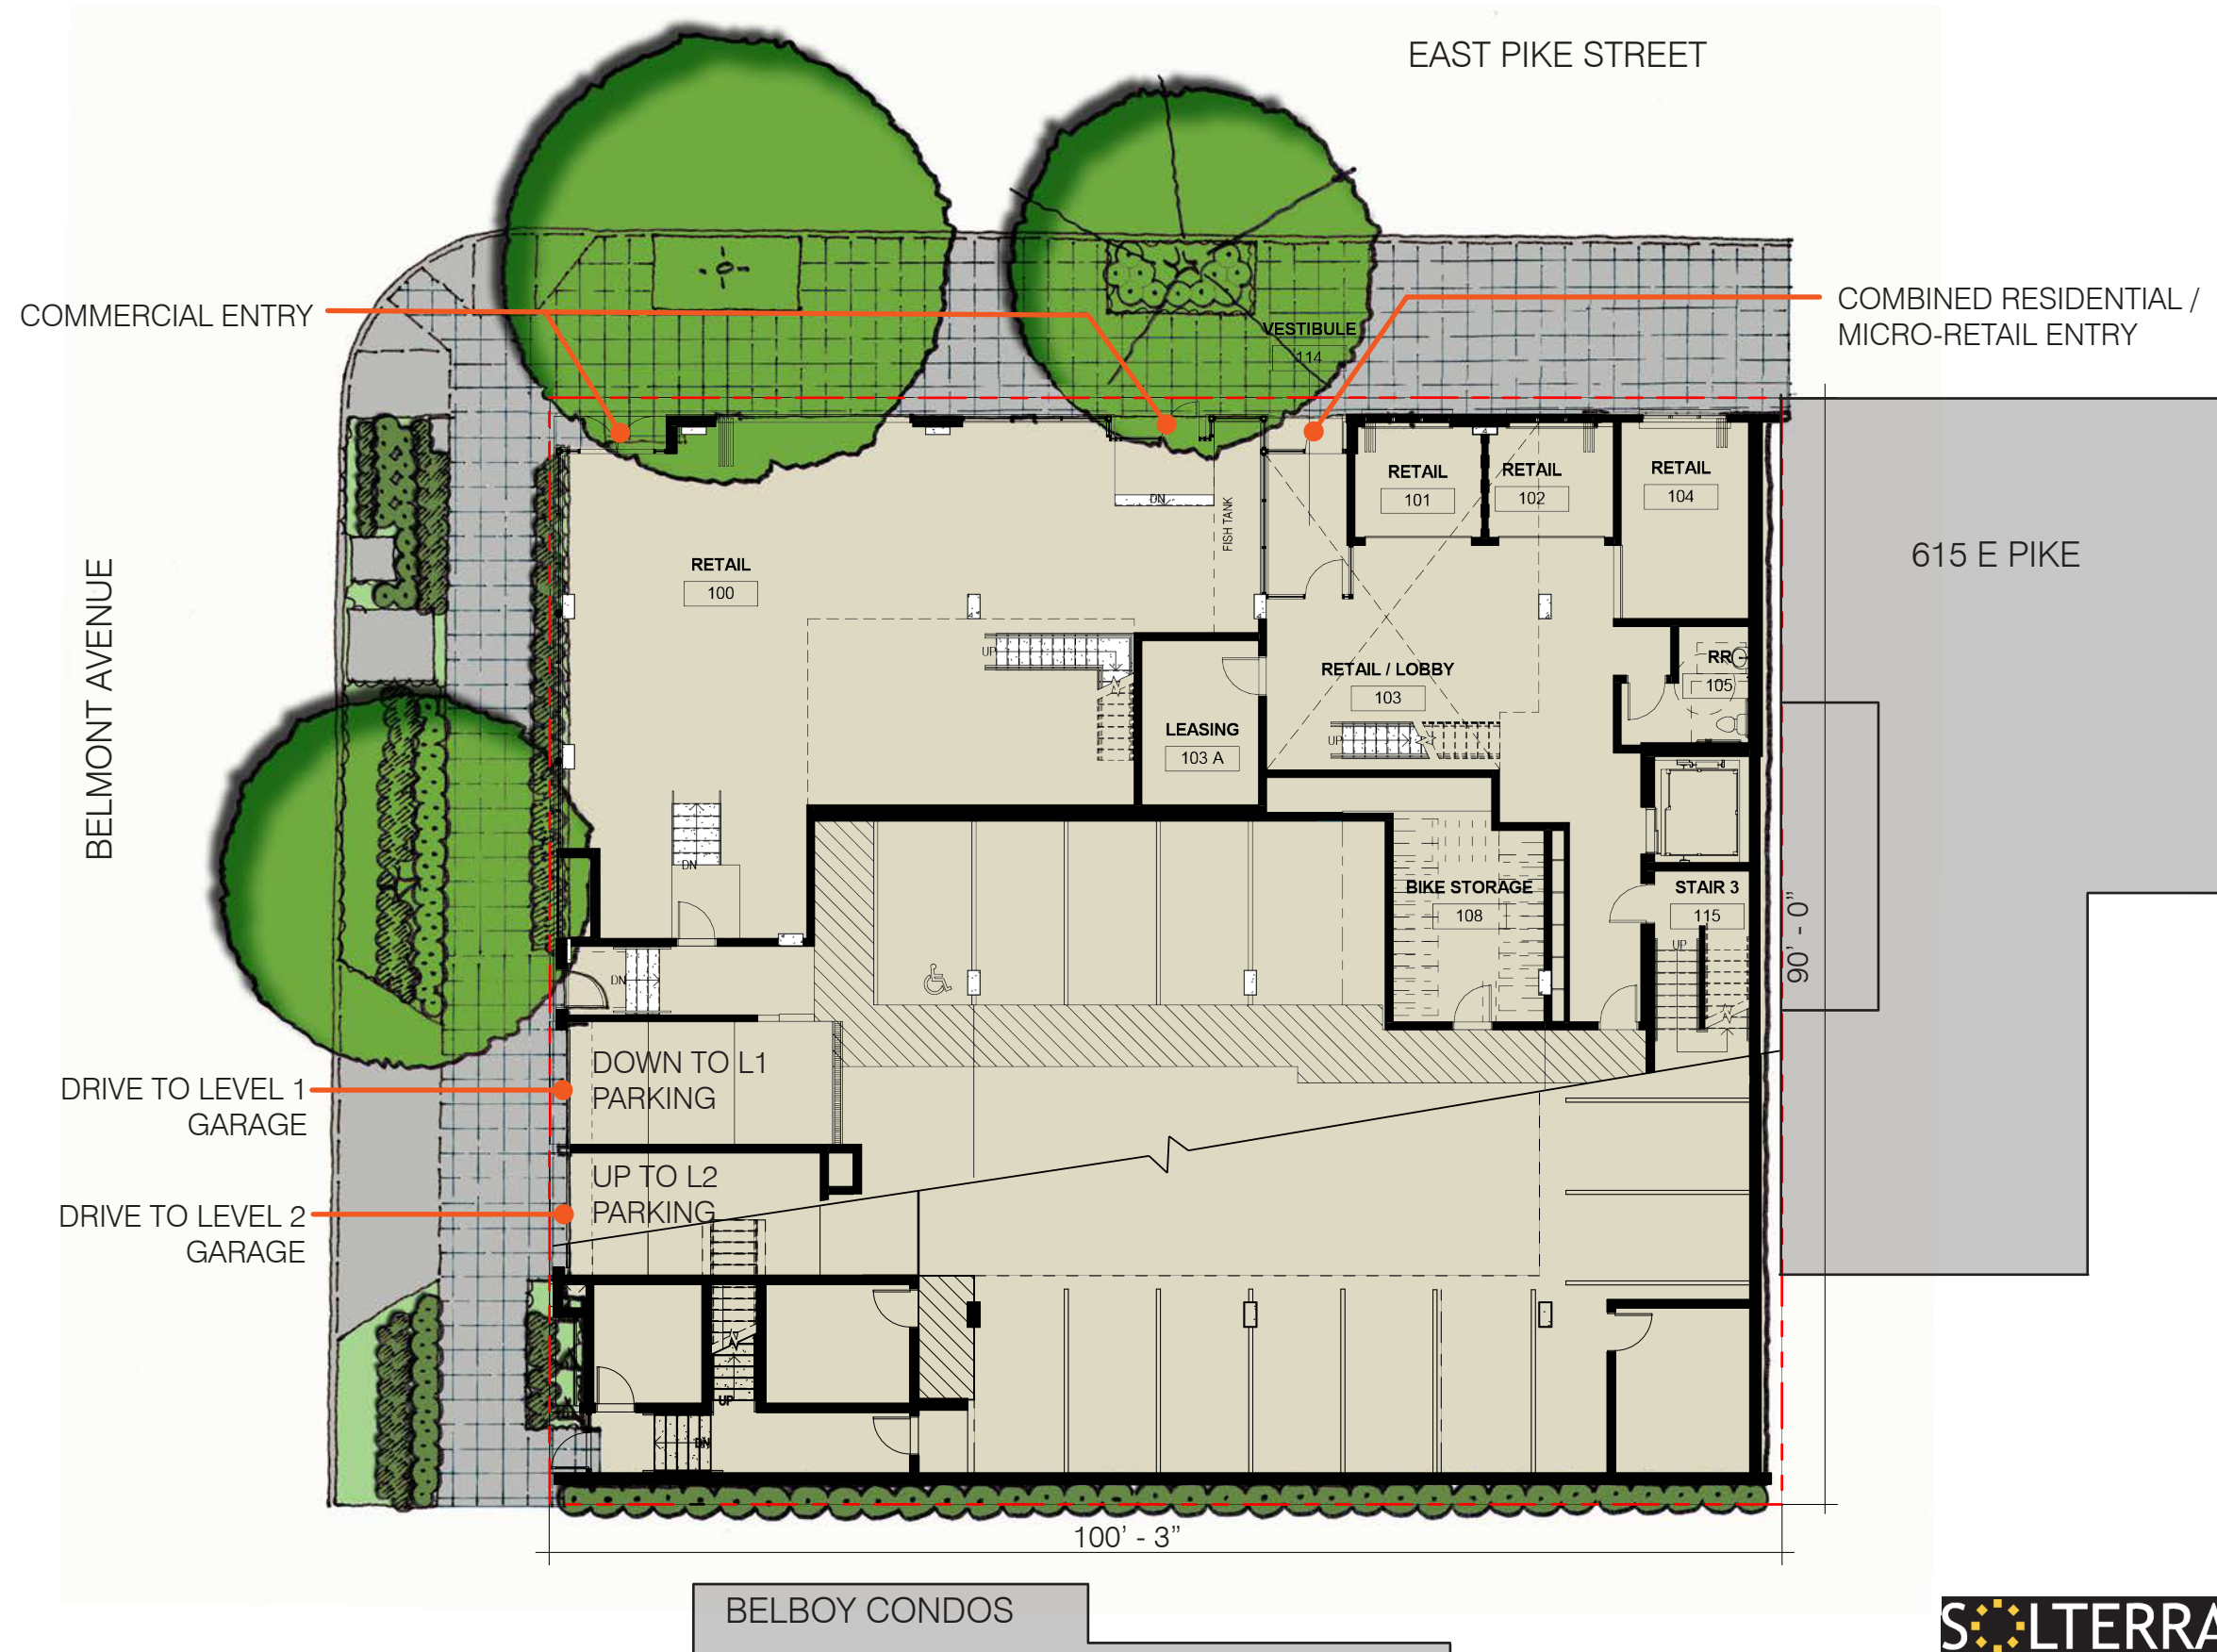 EAST PIKE STREET
COMMERCIAL ENTRY
COMBINED RESIDENTIAL /
MICRO-RETAIL ENTRY
VESTIBULE
114
RETAIL
101
RETAIL
102
RETAIL
104
DN
FISH TANK
615 E PIKE
BELMONT AVENUE
RETAIL
100
UP
RETAIL / LOBBY
103
RR
105
LEASING
103 A
UP
DN
BIKE STORAGE
108
STAIR 3
115
UP
90' - 0"
DN
DOWN TO L1
PARKING
DRIVE TO LEVEL 1
GARAGE
UP TO L2
PARKING
DRIVE TO LEVEL 2
GARAGE
UP
DN
100' - 3"
BELBOY CONDOS
SOLTERRA